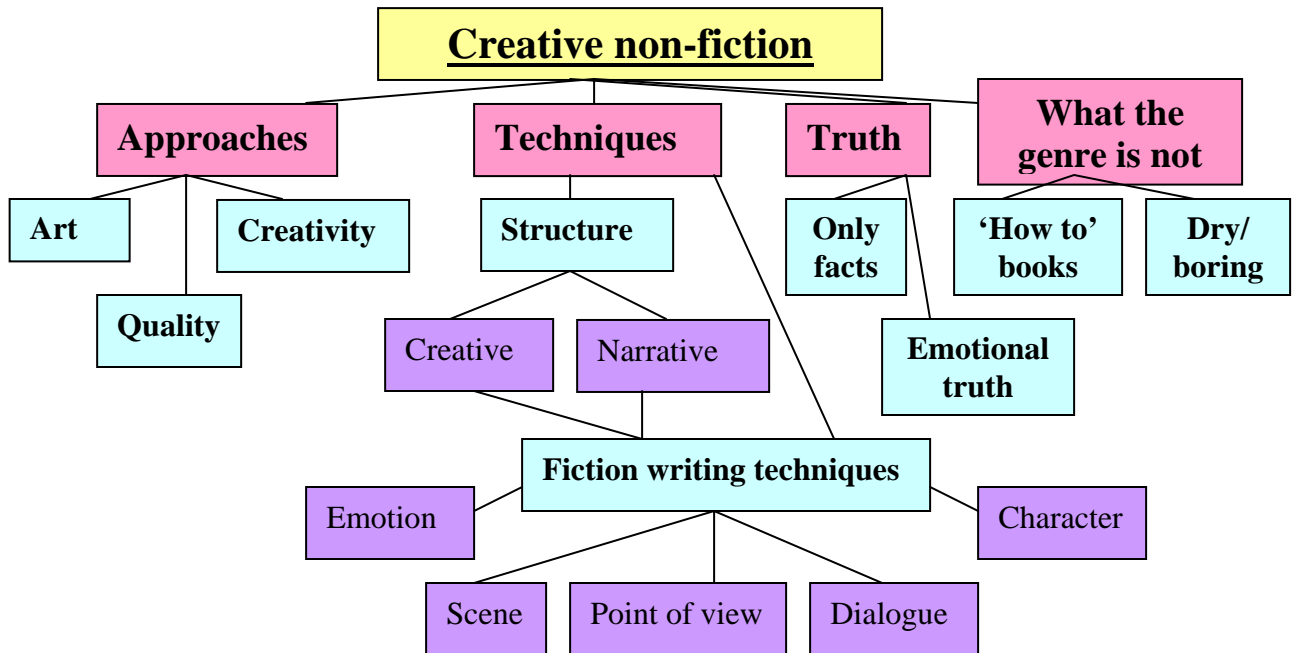 Creative non-fiction
Approaches
Techniques
Truth
What the
genre is not
Art
Creativity
Structure
Only
facts
‘How to’
books
Dry/
boring
Quality
Creative
Narrative
Emotional
truth
Fiction writing techniques
Emotion
Character
Scene
Point of view
Dialogue